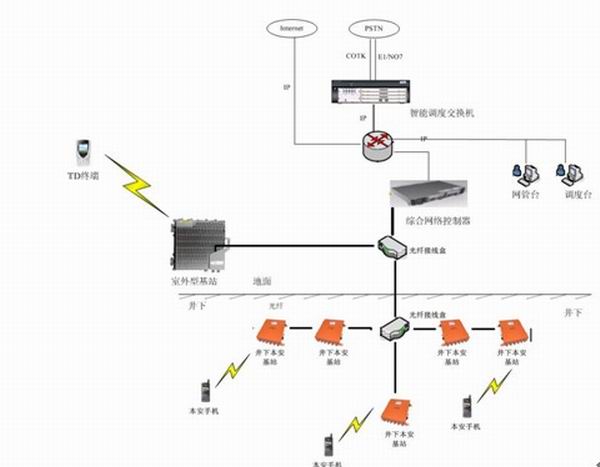 Internet
PSTN
COTK
E1/NO7
IP
智能调度交换机
IP
IP
TD终端
网管台
调度台
综合网络控制器
光纤接线盒
室外型基站
地面
井下
光纤
光纤接线盒
井下
井下本安
基站
井下本安
基站
井下本安
基站
井下本安
基站
本安手机
本安手机
井下本安
基站
本安手机